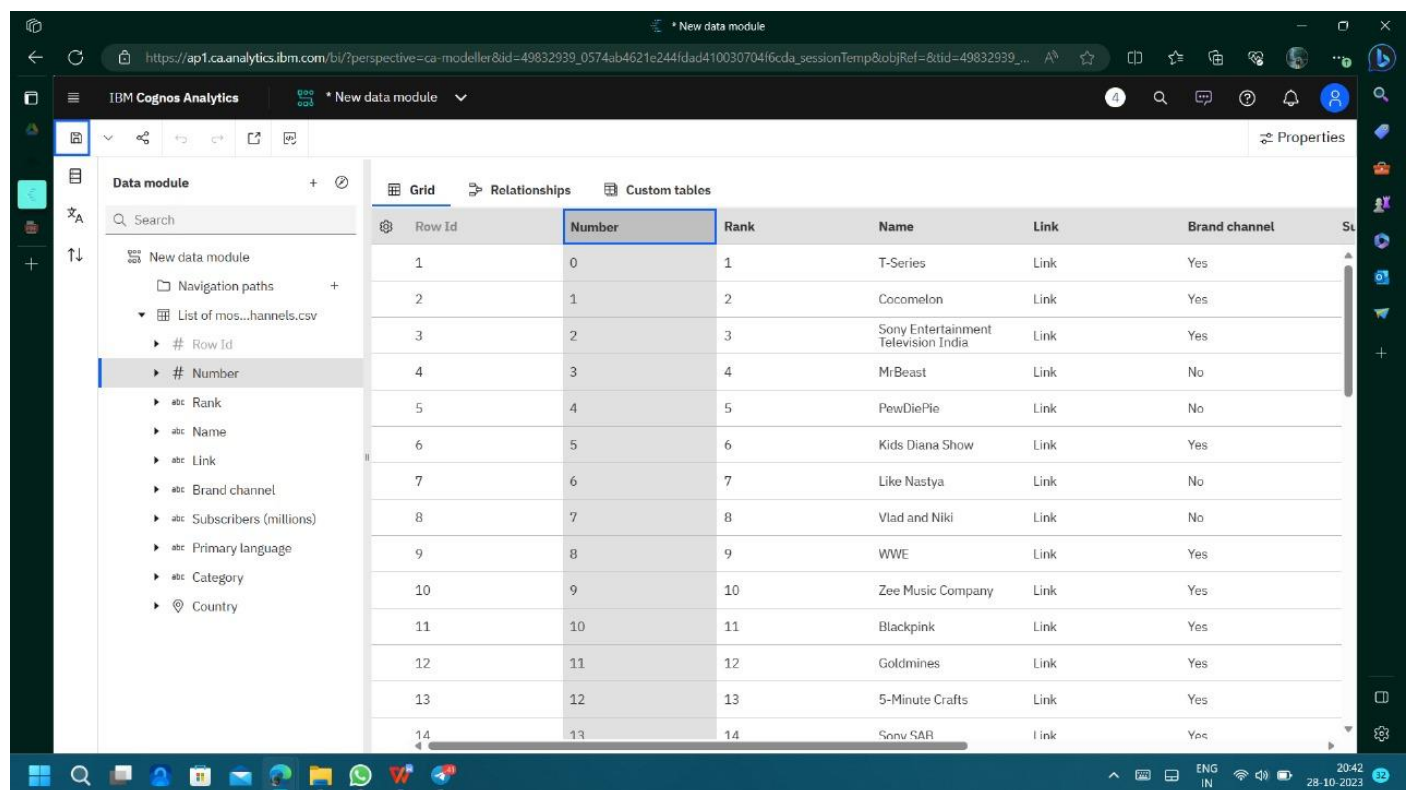 * New data module
https://ap1.ca.analytics.ibm.com/bi/?perspective=ca-modeller&id=49832939_0574ab4621e244fdad410030704f6cda_sessionTemp&objRef=&tid=49832939_...
IBM Cognos Analytics
* New data module
4
Properties
Data module
Search
New data module
Navigation paths
List of mos...hannels.csv
# Row Id
# Number
abc Rank
abc Name
abc Link
abc Brand channel
abc Subscribers (millions)
abc Primary language
abc Category
Country
Grid Relationships Custom tables
Row Id Number Rank Name Link Brand channel Su
1 0 1 T-Series Link Yes
2 1 2 Cocomelon Link Yes
3 2 3 Sony Entertainment Television India Link Yes
4 3 4 MrBeast Link No
5 4 5 PewDiePie Link No
6 5 6 Kids Diana Show Link Yes
7 6 7 Like Nastya Link No
8 7 8 Vlad and Niki Link No
9 8 9 WWE Link Yes
10 9 10 Zee Music Company Link Yes
11 10 11 Blackpink Link Yes
12 11 12 Goldmines Link Yes
13 12 13 5-Minute Crafts Link Yes
14 13 14 Sony SAB Link Yes
ENG
IN
20:42
28-10-2023
32